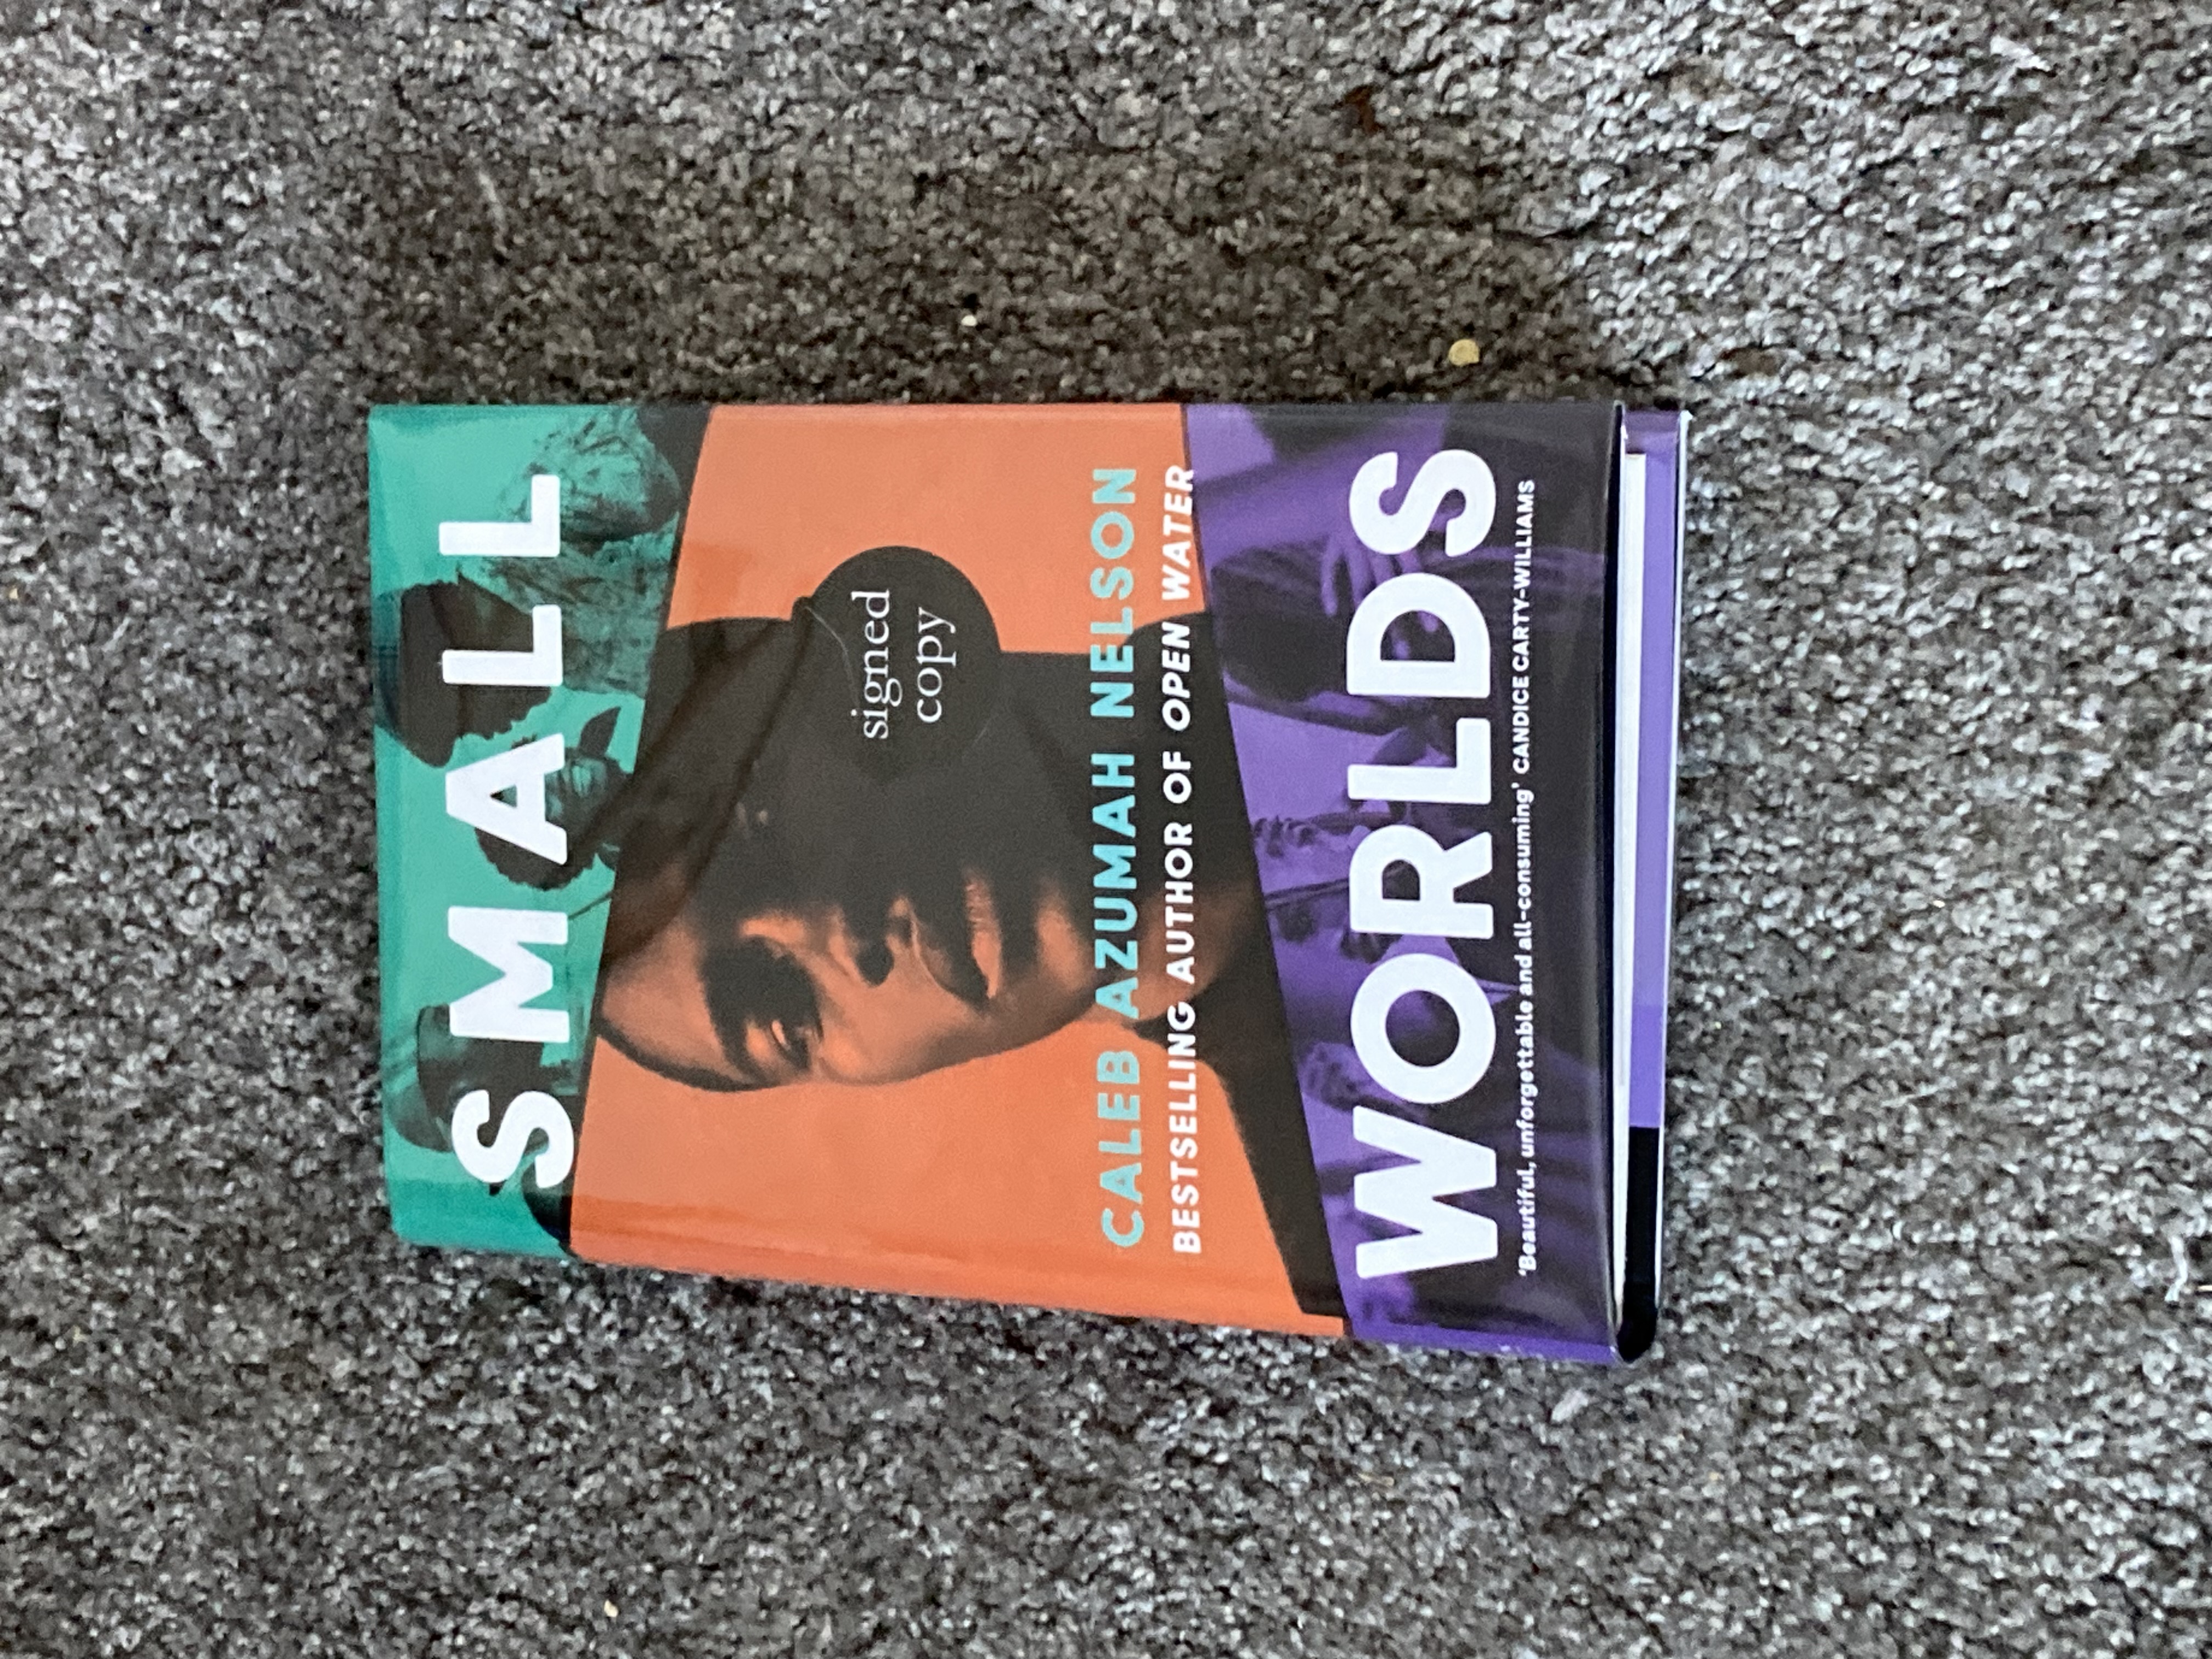 SMALL
signed
copy
CALEB AZUMAH NELSON
BESTSELLING AUTHOR OF OPEN WATER
WORLDS
'Beautiful, unforgettable and all-consuming' CANDICE CARTY-WILLIAMS